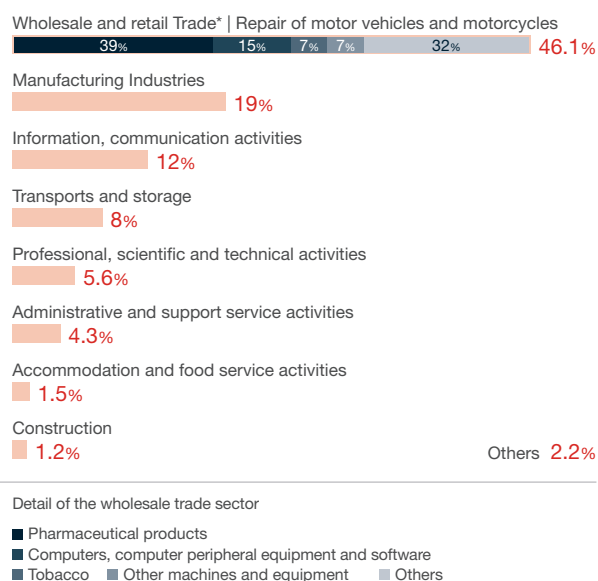 Wholesale and retail Trade* | Repair of motor vehicles and motorcycles
39% 15% 7% 7% 32% 46.1%
Manufacturing Industries
19%
Information, communication activities
12%
Transports and storage
8%
Professional, scientific and technical activities
5.6%
Administrative and support service activities
4.3%
Accommodation and food service activities
1.5%
Construction
1.2% Others 2.2%
Detail of the wholesale trade sector
Pharmaceutical products
Computers, computer peripheral equipment and software
Tobacco Other machines and equipment Others